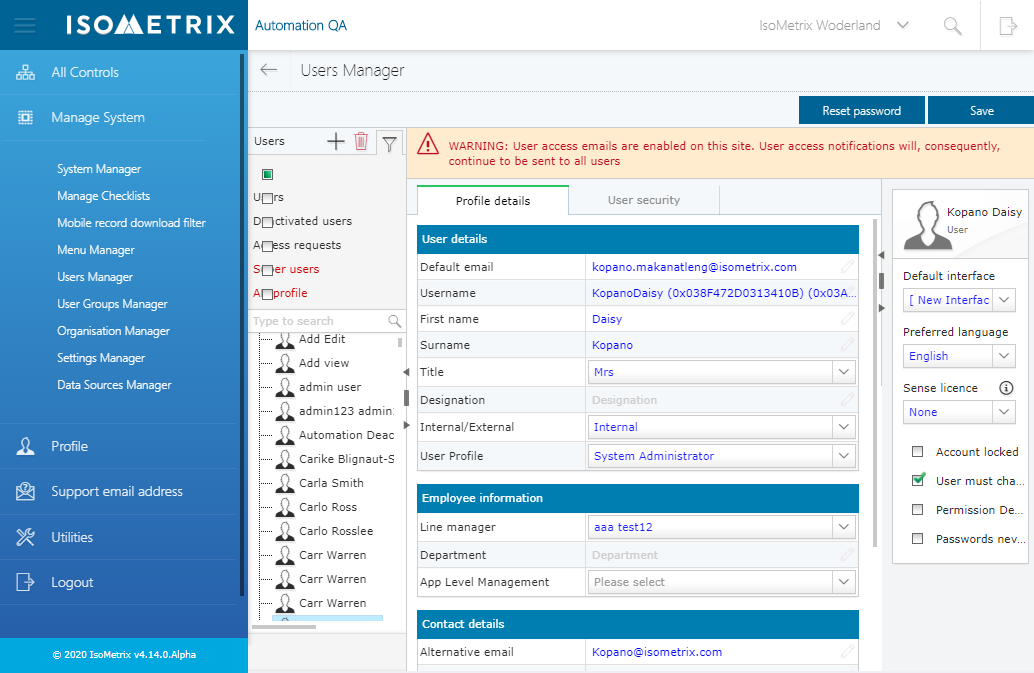 ISOMETRIX
Automation QA
IsoMetrix Woderland
All Controls
Manage System
System Manager
Manage Checklists
Mobile record download filter
Menu Manager
Users Manager
User Groups Manager
Organisation Manager
Settings Manager
Data Sources Manager
Profile
Support email address
Utilities
Logout
© 2020 IsoMetrix v4.14.0.Alpha
Users Manager
Reset password
Save
Users
D activated users
requests
users
profile
Type to search
Add Edit
Add view
admin user
admin123 admin
Automation Deac
Carike Blignaut-S
Carla Smith
Carlo Ross
Carlo Rosslee
Carr Warren
Carr Warren
Carr Warren
WARNING: User access emails are enabled on this site. User access notifications will, consequently,
continue to be sent to all users
Profile details
User security
User details
Default email kopano.makanatleng@isometrix.com
Username KopanoDaisy (0x038F472D0313410B) (0x03A...
First name Daisy
Surname Kopano
Title Mrs
Designation Designation
Internal/External Internal
User Profile System Administrator
Employee information
Line manager aaa test12
Department Department
App Level Management Please select
Contact details
Alternative email Kopano@isometrix.com
Kopano Daisy
User
Default interface
[ New Interfac
Preferred language
English
Sense licence
None
Account locked
User must cha...
Permission De...
Passwords nev...